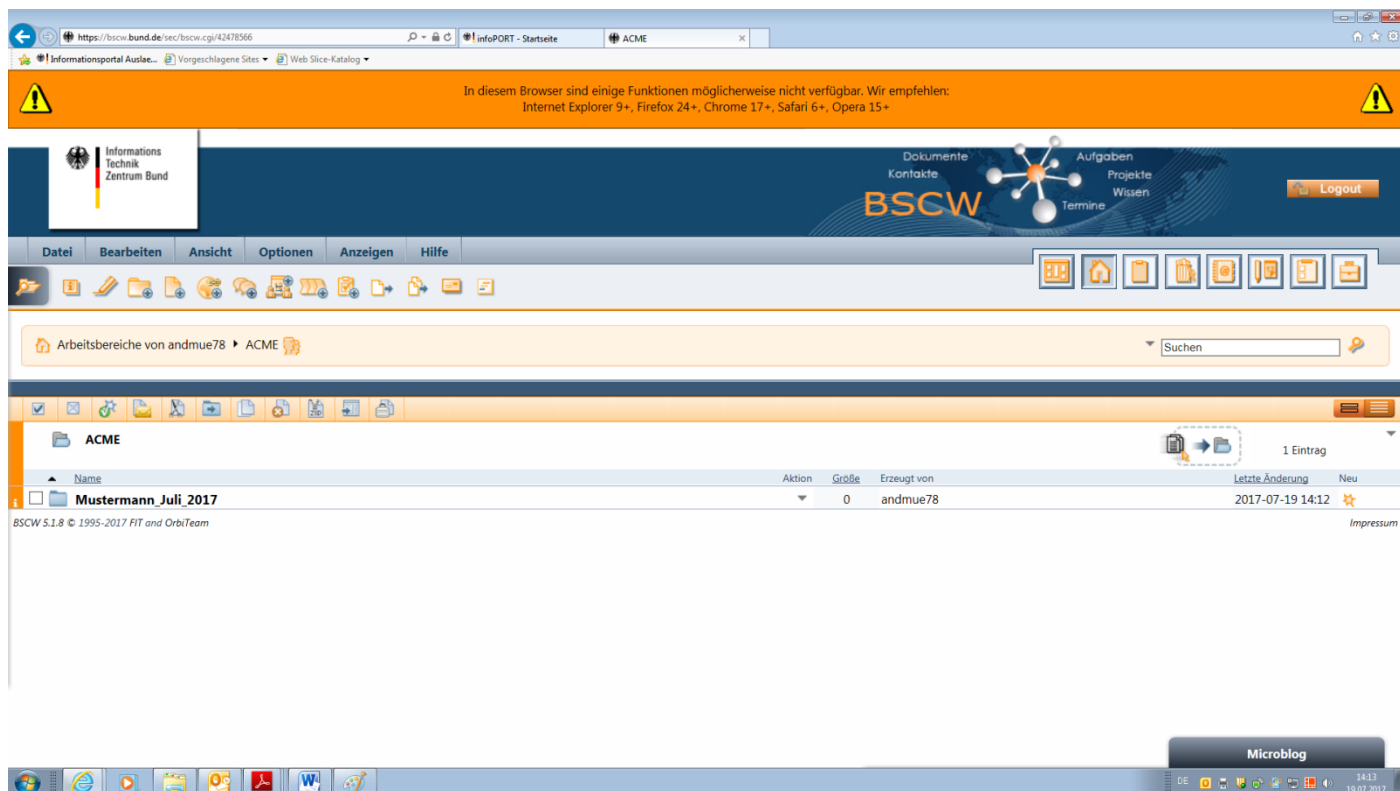 https://bscw.bund.de/sec/bscw.cgi/42478566
infoPORT - Startseite
ACME
Informationsportal Auslae...
Vorgeschlagene Sites
Web Slice-Katalog
In diesem Browser sind einige Funktionen möglicherweise nicht verfügbar. Wir empfehlen:
Internet Explorer 9+, Firefox 24+, Chrome 17+, Safari 6+, Opera 15+
Informations
Technik
Zentrum Bund
Dokumente
Kontakte
BSCW
Aufgaben
Projekte
Wissen
Termine
Logout
Datei Bearbeiten Ansicht Optionen Anzeigen Hilfe
Arbeitsbereiche von andmue78 ACME
Suchen
ZIP
ACME
1 Eintrag
Name Aktion Größe Erzeugt von Letzte Änderung Neu
Mustermann_Juli_2017 0 andmue78 2017-07-19 14:12
BSCW 5.1.8 © 1995-2017 FIT and OrbiTeam
Impressum
Microblog
DE
14:13
19.07.2017